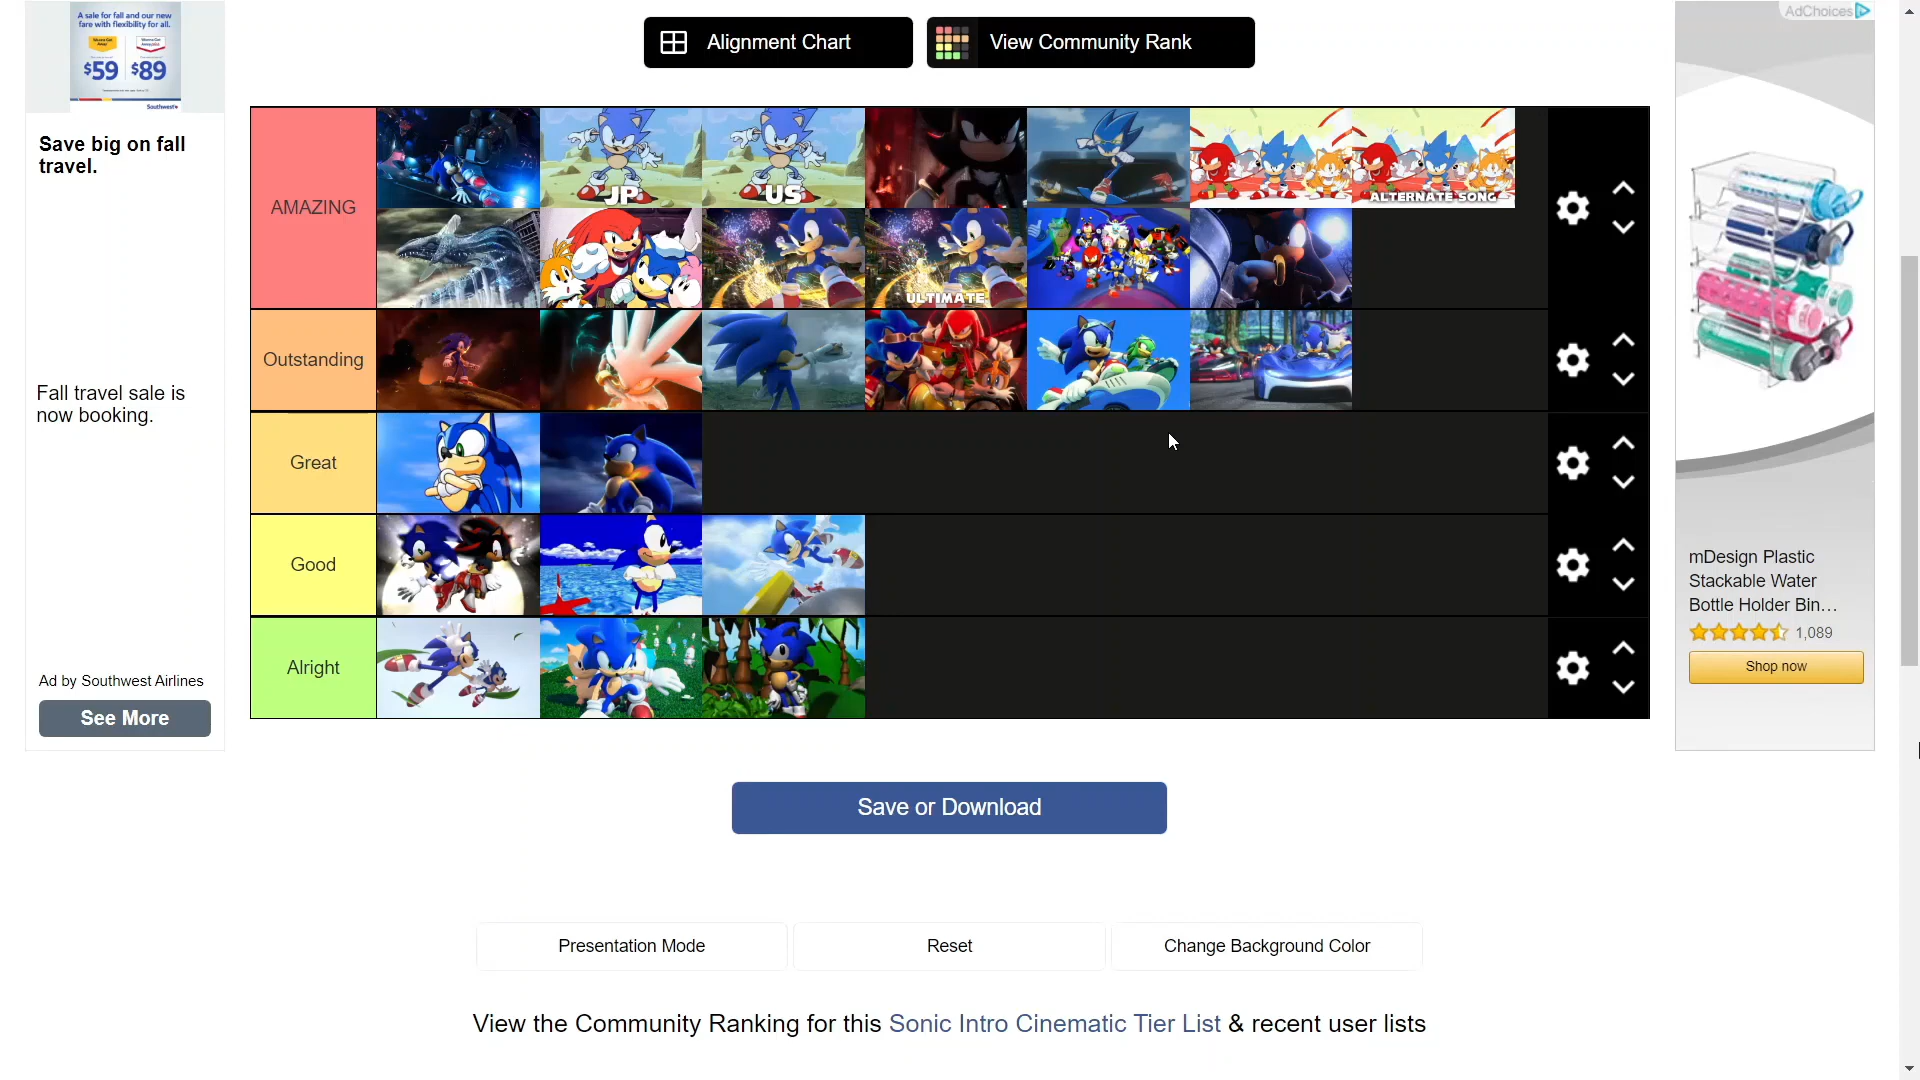 A sale for fall and our new
fare with flexibility for all.
$59 $89
Southwest
Save big on fall
travel.
Fall travel sale is
now booking.
Ad by Southwest Airlines
See More
Alignment Chart
View Community Rank
AMAZING
JP
US
ALTERNATE SONG
ULTIMATE
Outstanding
Great
Good
Alright
Save or Download
Presentation Mode
Reset
Change Background Color
View the Community Ranking for this Sonic Intro Cinematic Tier List & recent user lists
AdChoices
mDesign Plastic
Stackable Water
Bottle Holder Bin...
1,089
Shop now